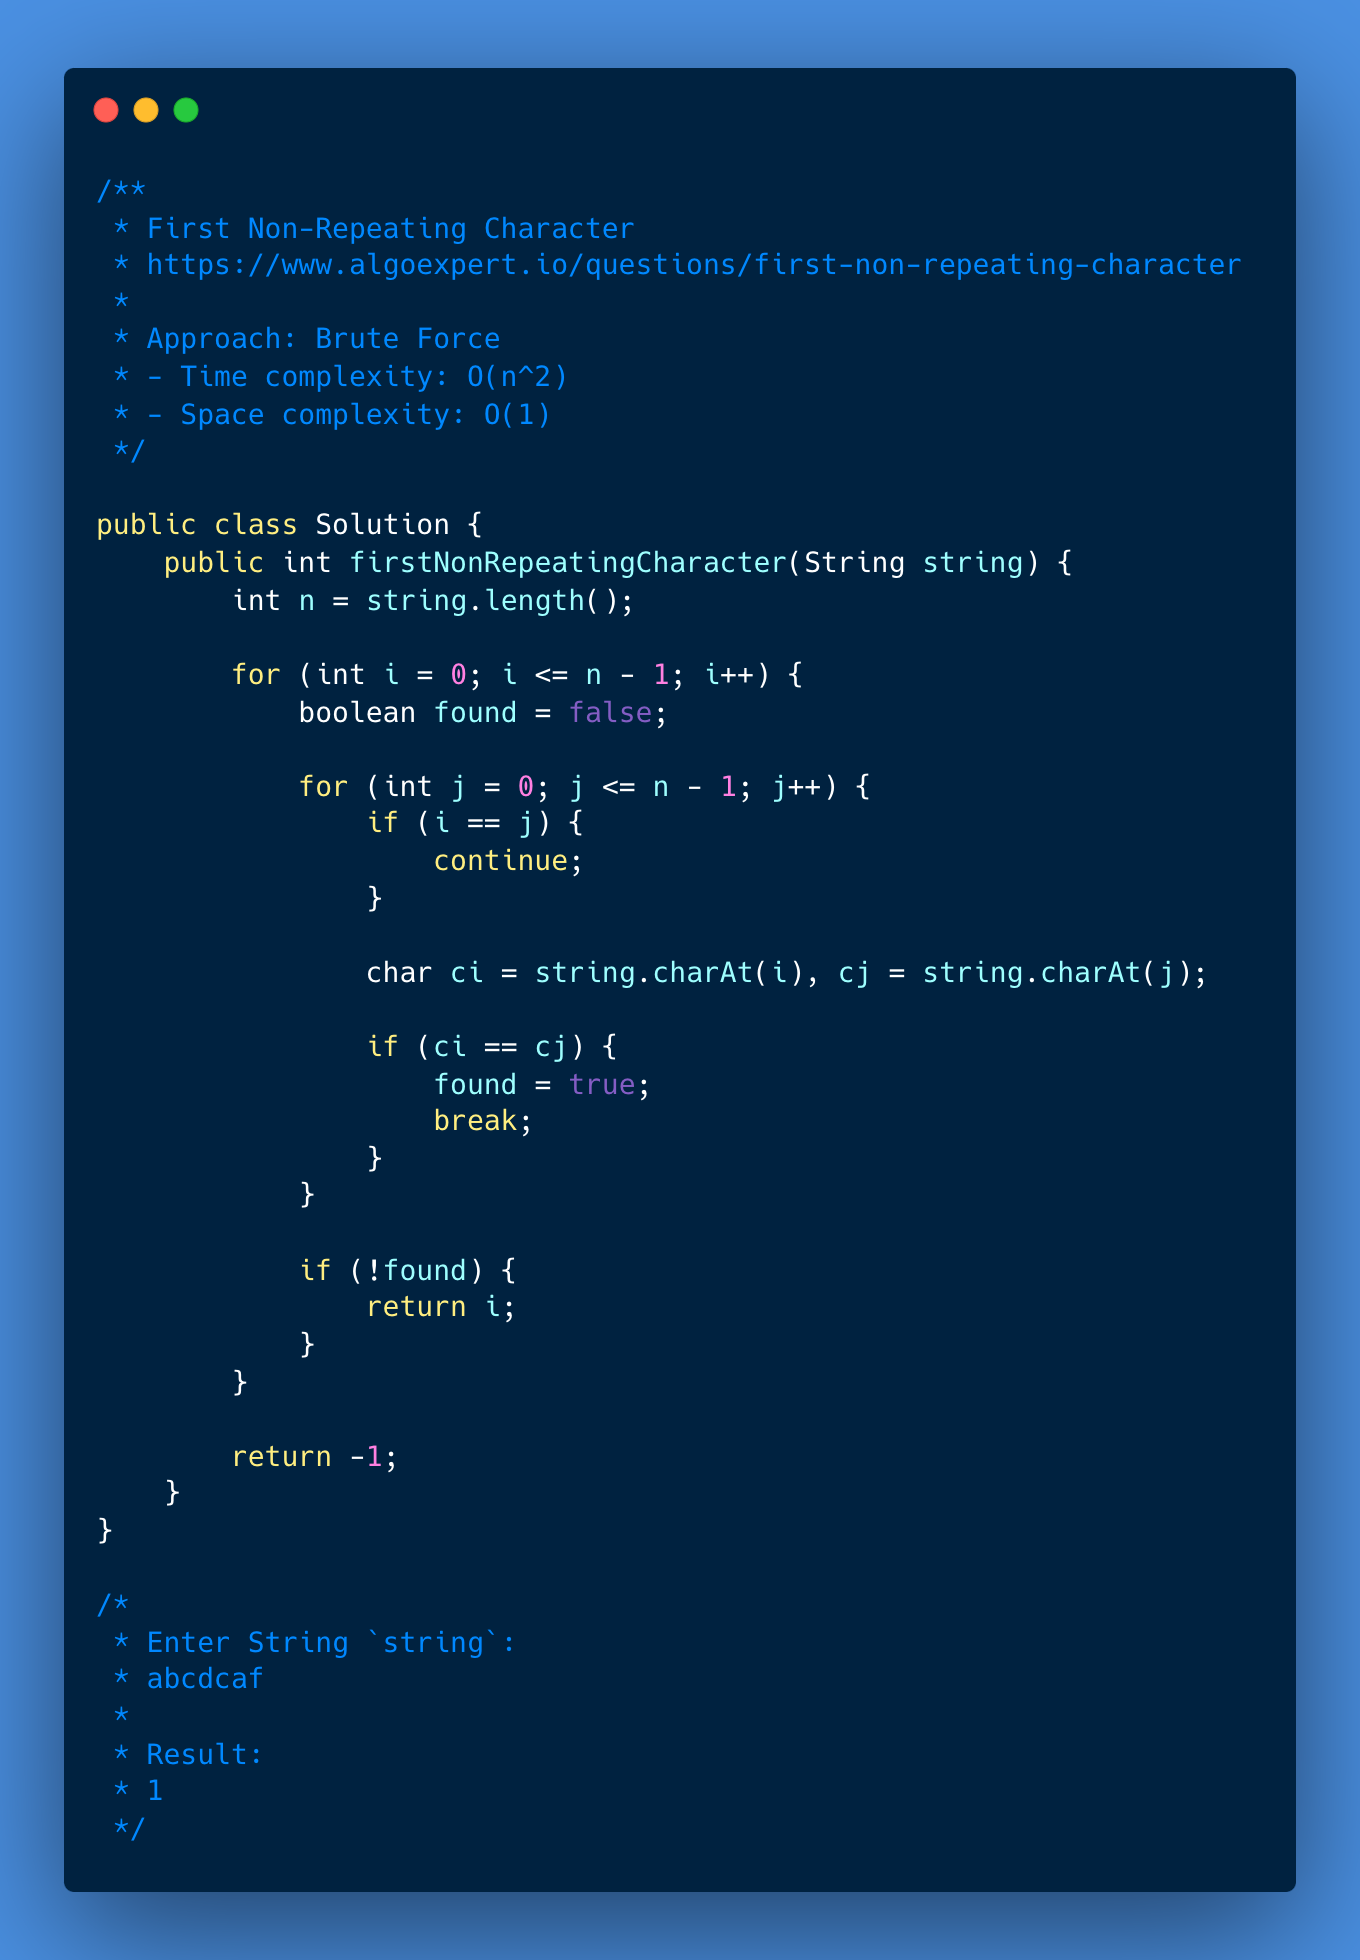 /**
 * First Non-Repeating Character
 * https://www.algoexpert.io/questions/first-non-repeating-character
 *
 * Approach: Brute Force
 * - Time complexity: O(n^2)
 * - Space complexity: O(1)
 */

public class Solution {
    public int firstNonRepeatingCharacter(String string) {
        int n = string.length();

        for (int i = 0; i <= n - 1; i++) {
            boolean found = false;

            for (int j = 0; j <= n - 1; j++) {
                if (i == j) {
                    continue;
                }

                char ci = string.charAt(i), cj = string.charAt(j);

                if (ci == cj) {
                    found = true;
                    break;
                }
            }

            if (!found) {
                return i;
            }
        }

        return -1;
    }
}

/*
 * Enter String `string`:
 * abcdcaf
 *
 * Result:
 * 1
 */